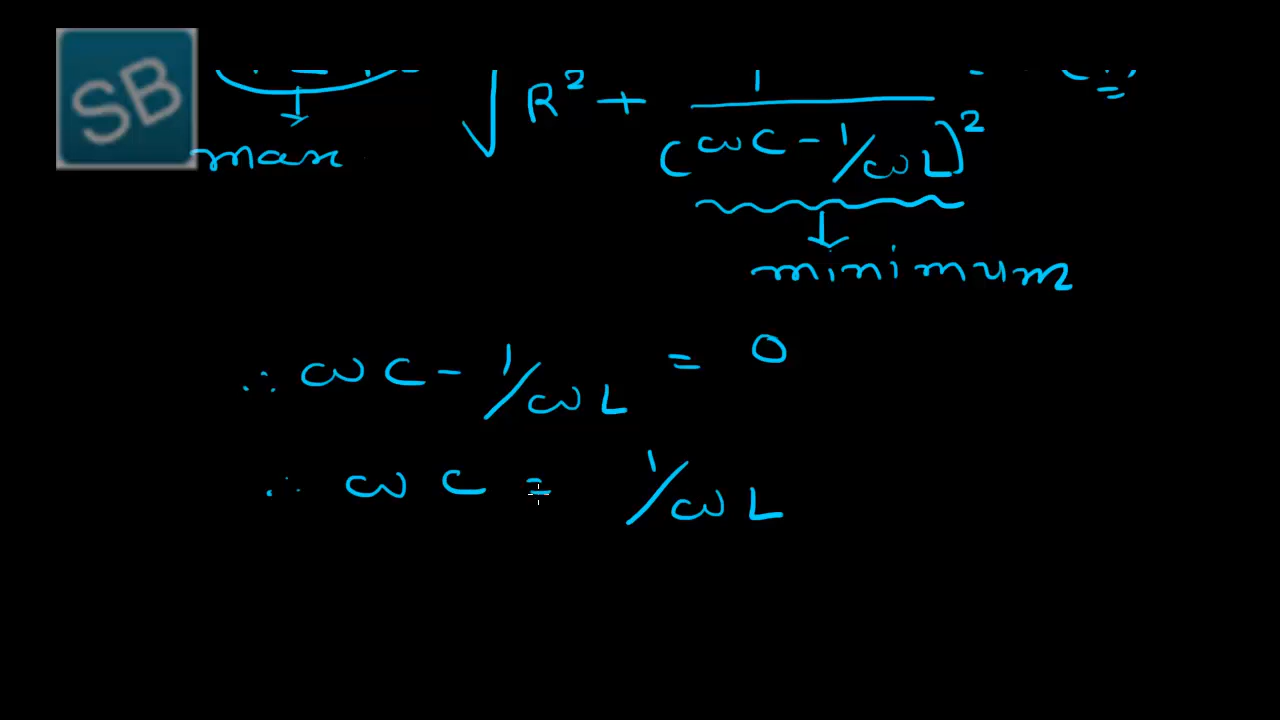 SB
√ R² + 1 / (ωC - 1/ωL)²
max
minimum
∴ ωC - 1/ωL = 0
∴ ωC = 1/ωL